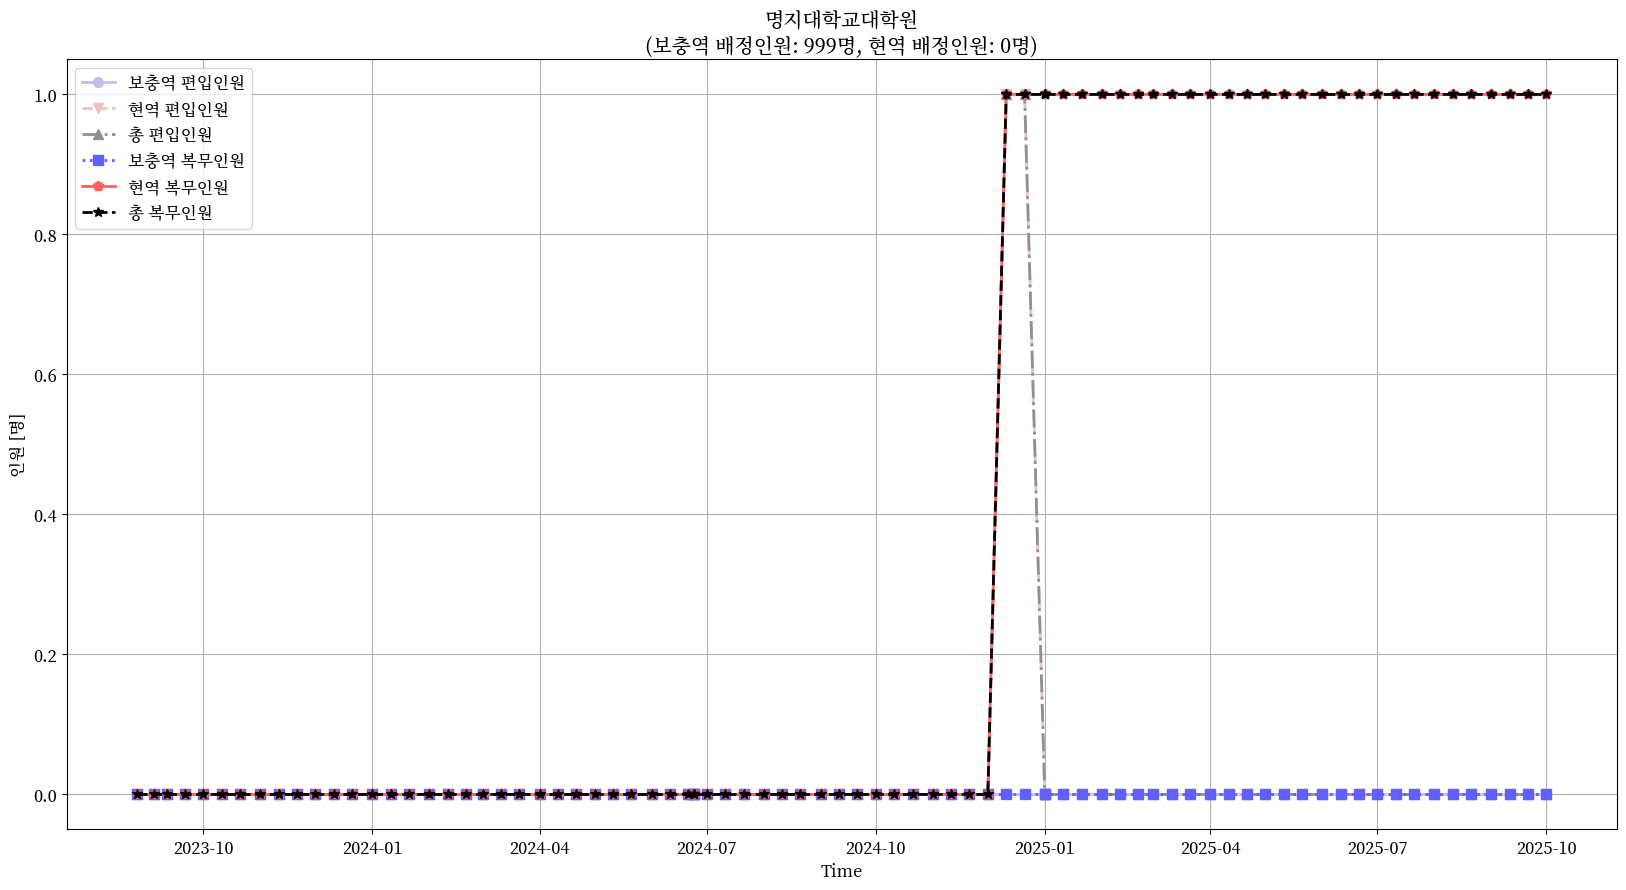 명지대학교대학원
(보충역 배정인원: 999명, 현역 배정인원: 0명)
보충역 편입인원
현역 편입인원
총 편입인원
보충역 복무인원
현역 복무인원
총 복무인원
1.0
0.8
0.6
0.4
0.2
0.0
인원 [명]
2023-10
2024-01
2024-04
2024-07
2024-10
2025-01
2025-04
2025-07
2025-10
Time